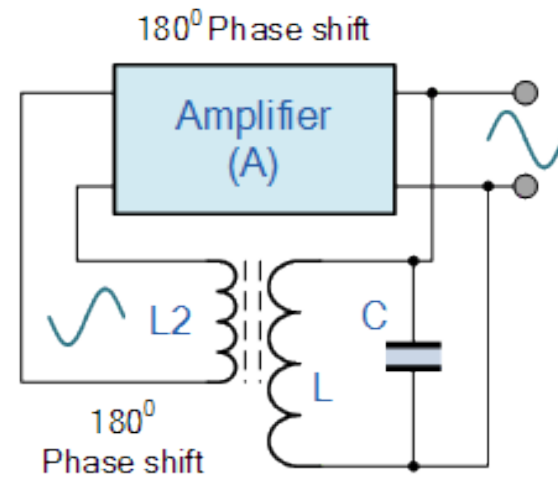 180⁰ Phase shift
Amplifier
(A)
L2
C
L
180⁰
Phase shift